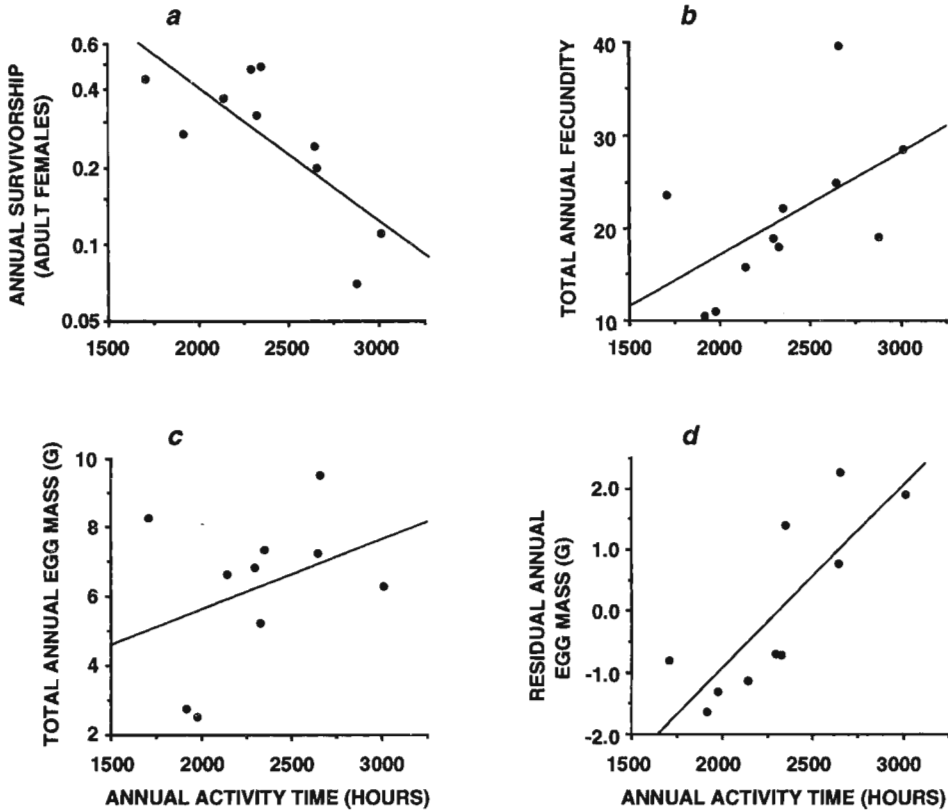 a
ANNUAL SURVIVORSHIP
(ADULT FEMALES)
0.6
0.4
0.2
0.1
0.05
1500 2000 2500 3000
b
TOTAL ANNUAL FECUNDITY
40
30
20
10
1500 2000 2500 3000
c
TOTAL ANNUAL EGG MASS (G)
10
8
6
4
2
1500 2000 2500 3000
ANNUAL ACTIVITY TIME (HOURS)
d
RESIDUAL ANNUAL
EGG MASS (G)
2.0
1.0
0.0
-1.0
-2.0
1500 2000 2500 3000
ANNUAL ACTIVITY TIME (HOURS)